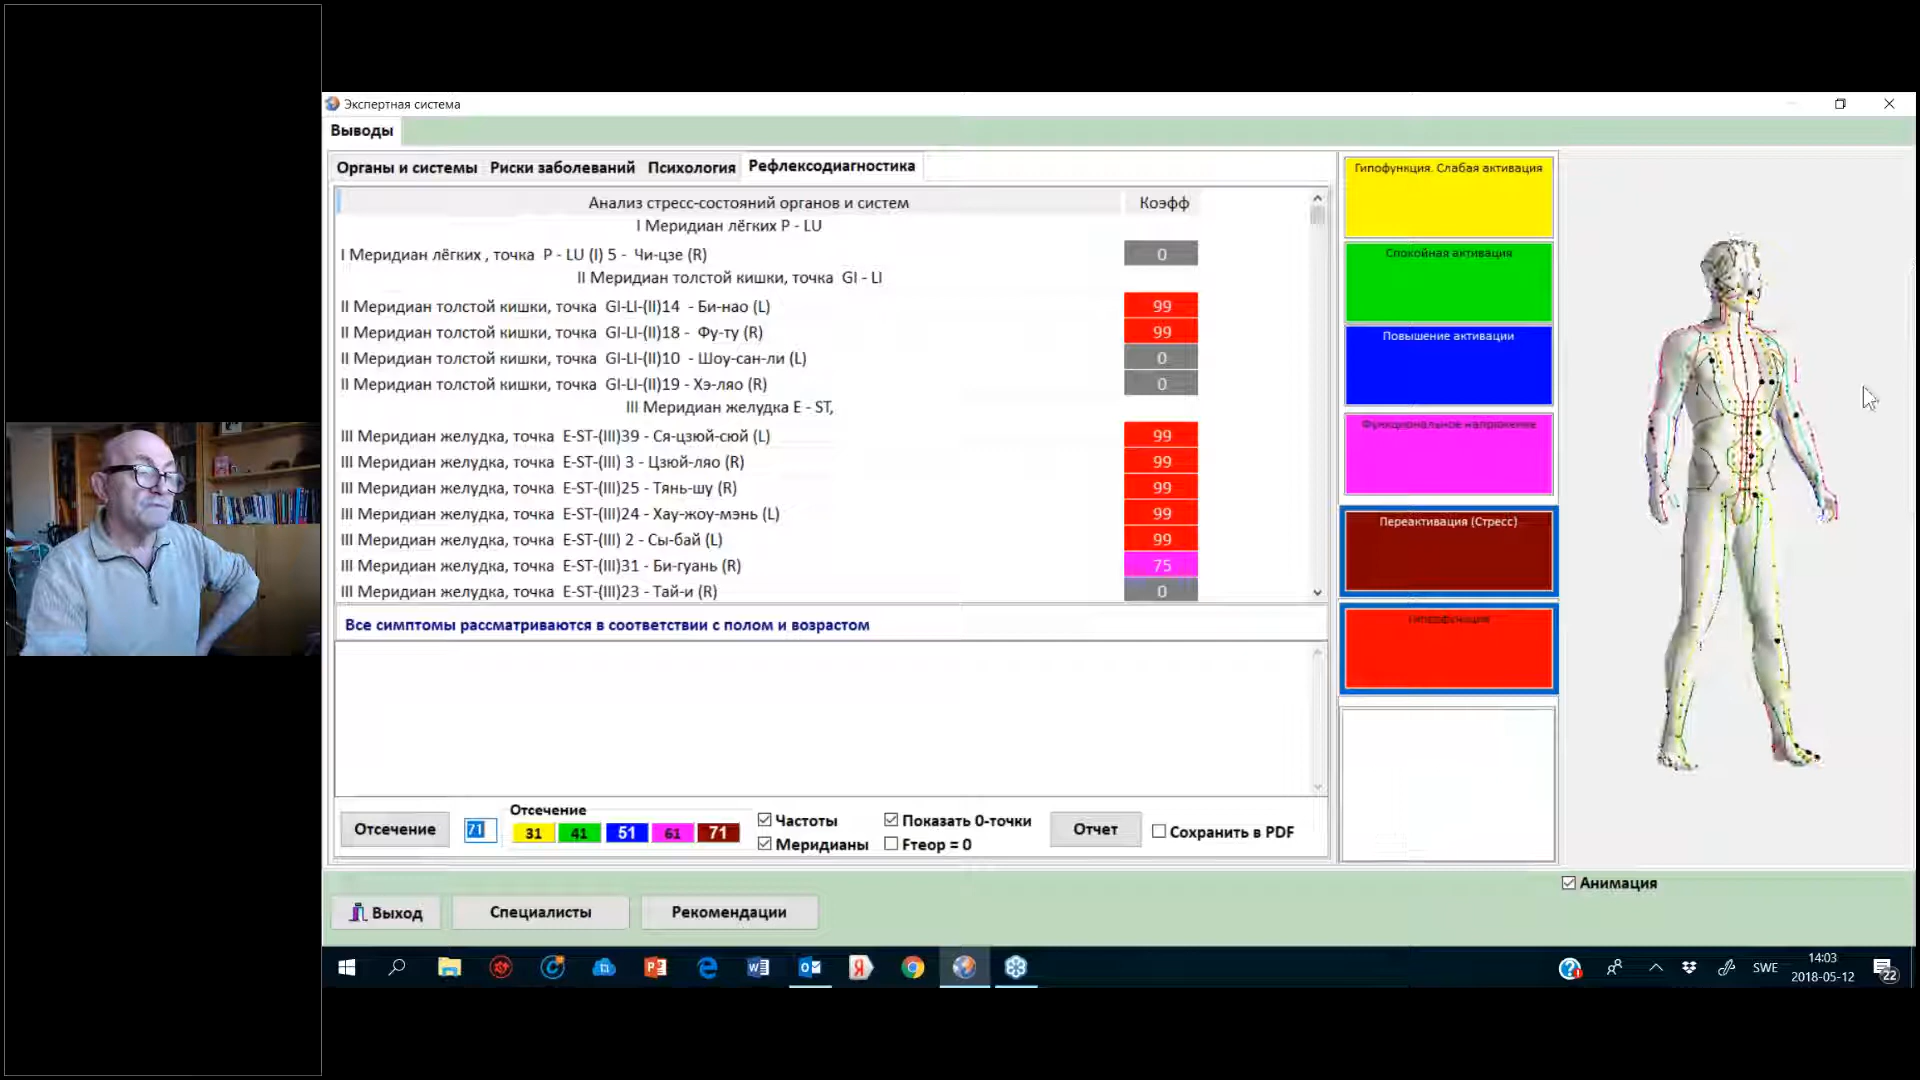 Экспертная система
Выводы
Органы и системы Риски заболеваний Психология Рефлексодиагностика
Анализ стресс-состояний органов и систем Коэфф
I Меридиан лёгких P - LU
I Меридиан лёгких , точка P - LU (I) 5 - Чи-цзе (R) 0
II Меридиан толстой кишки, точка GI - LI
II Меридиан толстой кишки, точка GI-LI-(II)14 - Би-нао (L) 99
II Меридиан толстой кишки, точка GI-LI-(II)18 - Фу-ту (R) 99
II Меридиан толстой кишки, точка GI-LI-(II)10 - Шоу-сан-ли (L) 0
II Меридиан толстой кишки, точка GI-LI-(II)19 - Хэ-ляо (R) 0
III Меридиан желудка E - ST,
III Меридиан желудка, точка E-ST-(III)39 - Ся-цзюй-сюй (L) 99
III Меридиан желудка, точка E-ST-(III) 3 - Цзюй-ляо (R) 99
III Меридиан желудка, точка E-ST-(III)25 - Тянь-шу (R) 99
III Меридиан желудка, точка E-ST-(III)24 - Хау-жоу-мэнь (L) 99
III Меридиан желудка, точка E-ST-(III) 2 - Сы-бай (L) 99
III Меридиан желудка, точка E-ST-(III)31 - Би-гуань (R) 75
III Меридиан желудка, точка E-ST-(III)23 - Тай-и (R) 0
Все симптомы рассматриваются в соответствии с полом и возрастом
Отсечение 71
Отсечение
31 41 51 61 71
Частоты
Меридианы
Показать 0-точки
Fтеор = 0
Отчет
Сохранить в PDF
Гипофункция. Слабая активация
Спокойная активация
Повышение активации
Функциональное напряжение
Переактивация (Стресс)
Анимация
Выход Специалисты Рекомендации
SWE
14:03
2018-05-12
22